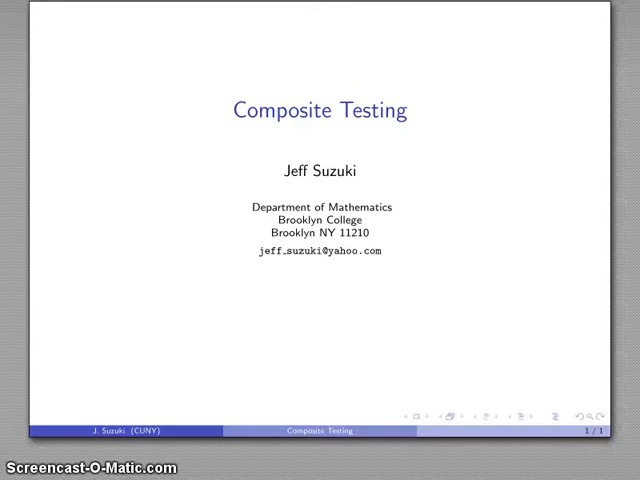 Composite Testing
Jeff Suzuki
Department of Mathematics
Brooklyn College
Brooklyn NY 11210
jeff_suzuki@yahoo.com
J. Suzuki (CUNY)
Composite Testing
1 / 1
Screencast-O-Matic.com